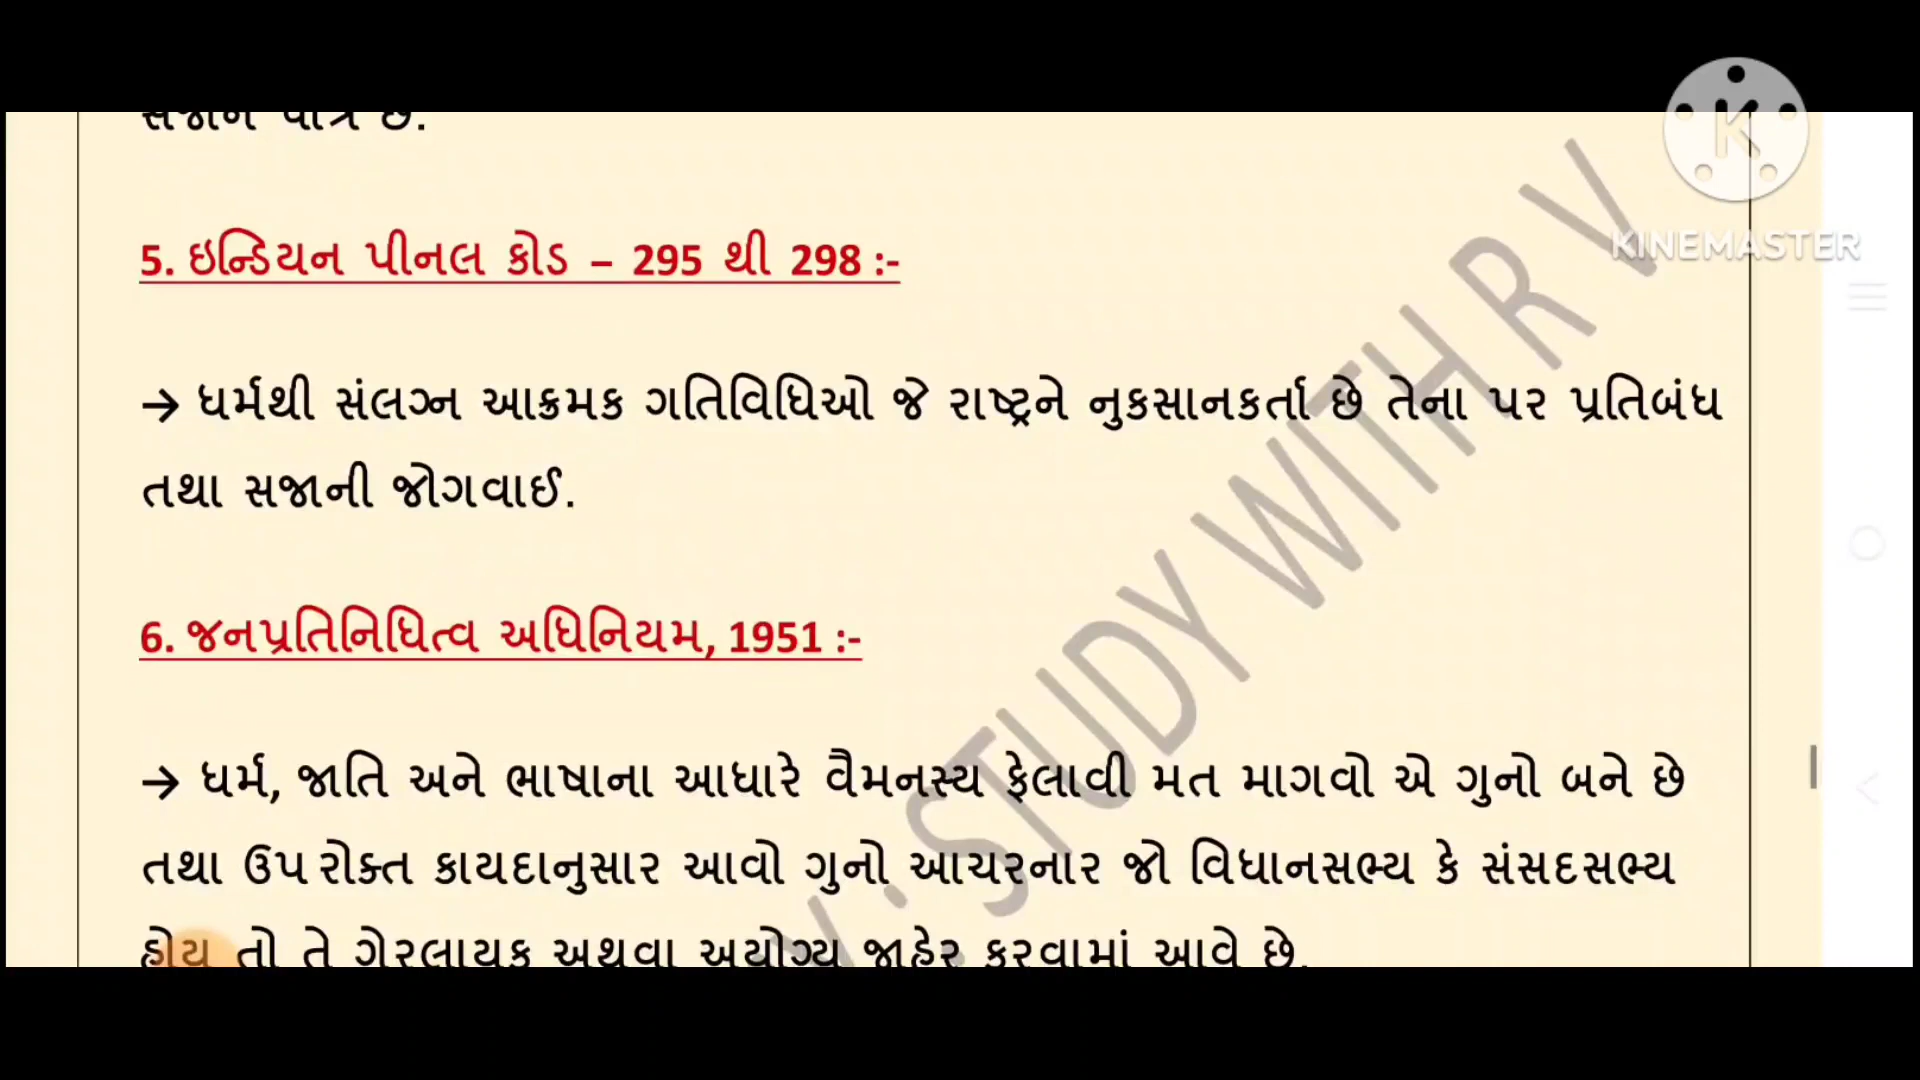 સજાને પાત્ર છે.
KINEMASTER
5. ઇન્ડિયન પીનલ કોડ – 295 થી 298 :-
→ ધર્મથી સંલગ્ન આક્રમક ગતિવિધિઓ જે રાષ્ટ્રને નુકસાનકર્તા છે તેના પર પ્રતિબંધ
તથા સજાની જોગવાઈ.
6. જનપ્રતિનિધિત્વ અધિનિયમ, 1951 :-
→ ધર્મ, જાતિ અને ભાષાના આધારે વૈમનસ્ય ફેલાવી મત માગવો એ ગુનો બને છે
તથા ઉપ રોક્ત કાયદાનુસાર આવો ગુનો આચરનાર જો વિધાનસભ્ય કે સંસદસભ્ય
હોય તો તે ગેરલાયક અથવા અયોગ્ય જાહેર કરવામાં આવે છે.
Y : STUDY WITH R V